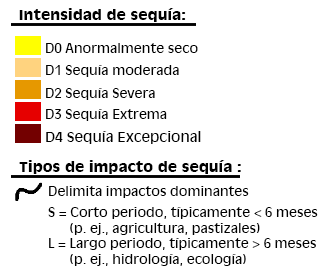 Intensidad de sequía:
D0 Anormalmente seco
D1 Sequía moderada
D2 Sequía Severa
D3 Sequía Extrema
D4 Sequía Excepcional
Tipos de impacto de sequía :
Delimita impactos dominantes
S = Corto periodo, típicamente < 6 meses
(p. ej., agricultura, pastizales)
L = Largo periodo, típicamente > 6 meses
(p. ej., hidrología, ecología)